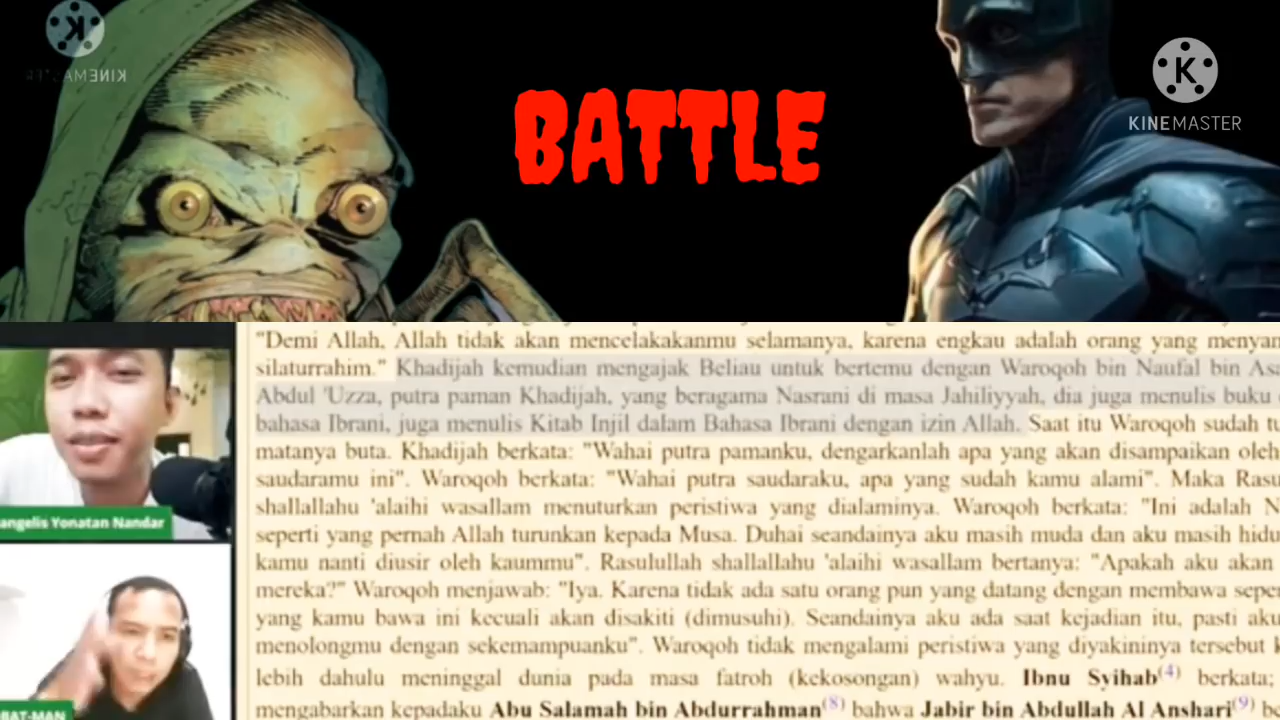 KINEMASTER
BATTLE
KINEMASTER
"Demi Allah, Allah tidak akan mencelakakanmu selamanya, karena engkau adalah orang yang
silaturrahim." Khadijah kemudian mengajak Beliau untuk bertemu dengan Waroqoh bin Naufal bin
Abdul 'Uzza, putra paman Khadijah, yang beragama Nasrani di masa Jahiliyyah, dia juga menulis buku
bahasa Ibrani, juga menulis Kitab Injil dalam Bahasa Ibrani dengan izin Allah. Saat itu Waroqoh sudah
matanya buta. Khadijah berkata: "Wahai putra pamanku, dengarkanlah apa yang akan disampaikan oleh
saudaramu ini". Waroqoh berkata: "Wahai putra saudaraku, apa yang sudah kamu alami". Maka
shallallahu 'alaihi wasallam menuturkan peristiwa yang dialaminya. Waroqoh berkata: "Ini adalah
seperti yang pernah Allah turunkan kepada Musa. Duhai seandainya aku masih muda dan aku masih
kamu nanti diusir oleh kaummu". Rasulullah shallallahu 'alaihi wasallam bertanya: "Apakah aku akan
mereka?" Waroqoh menjawab: "Iya. Karena tidak ada satu orang pun yang datang dengan membawa
yang kamu bawa ini kecuali akan disakiti (dimusuhi). Seandainya aku ada saat kejadian itu, pasti aku
menolongmu dengan sekemampuanku". Waroqoh tidak mengalami peristiwa yang diyakininya tersebut
lebih dahulu meninggal dunia pada masa fatroh (kekosongan) wahyu. Ibnu Syihab(4) berkata;
mengabarkan kepadaku Abu Salamah bin Abdurrahman(8) bahwa Jabir bin Abdullah Al Anshari(9)
angelis Yonatan Nandar
BAT-MAN